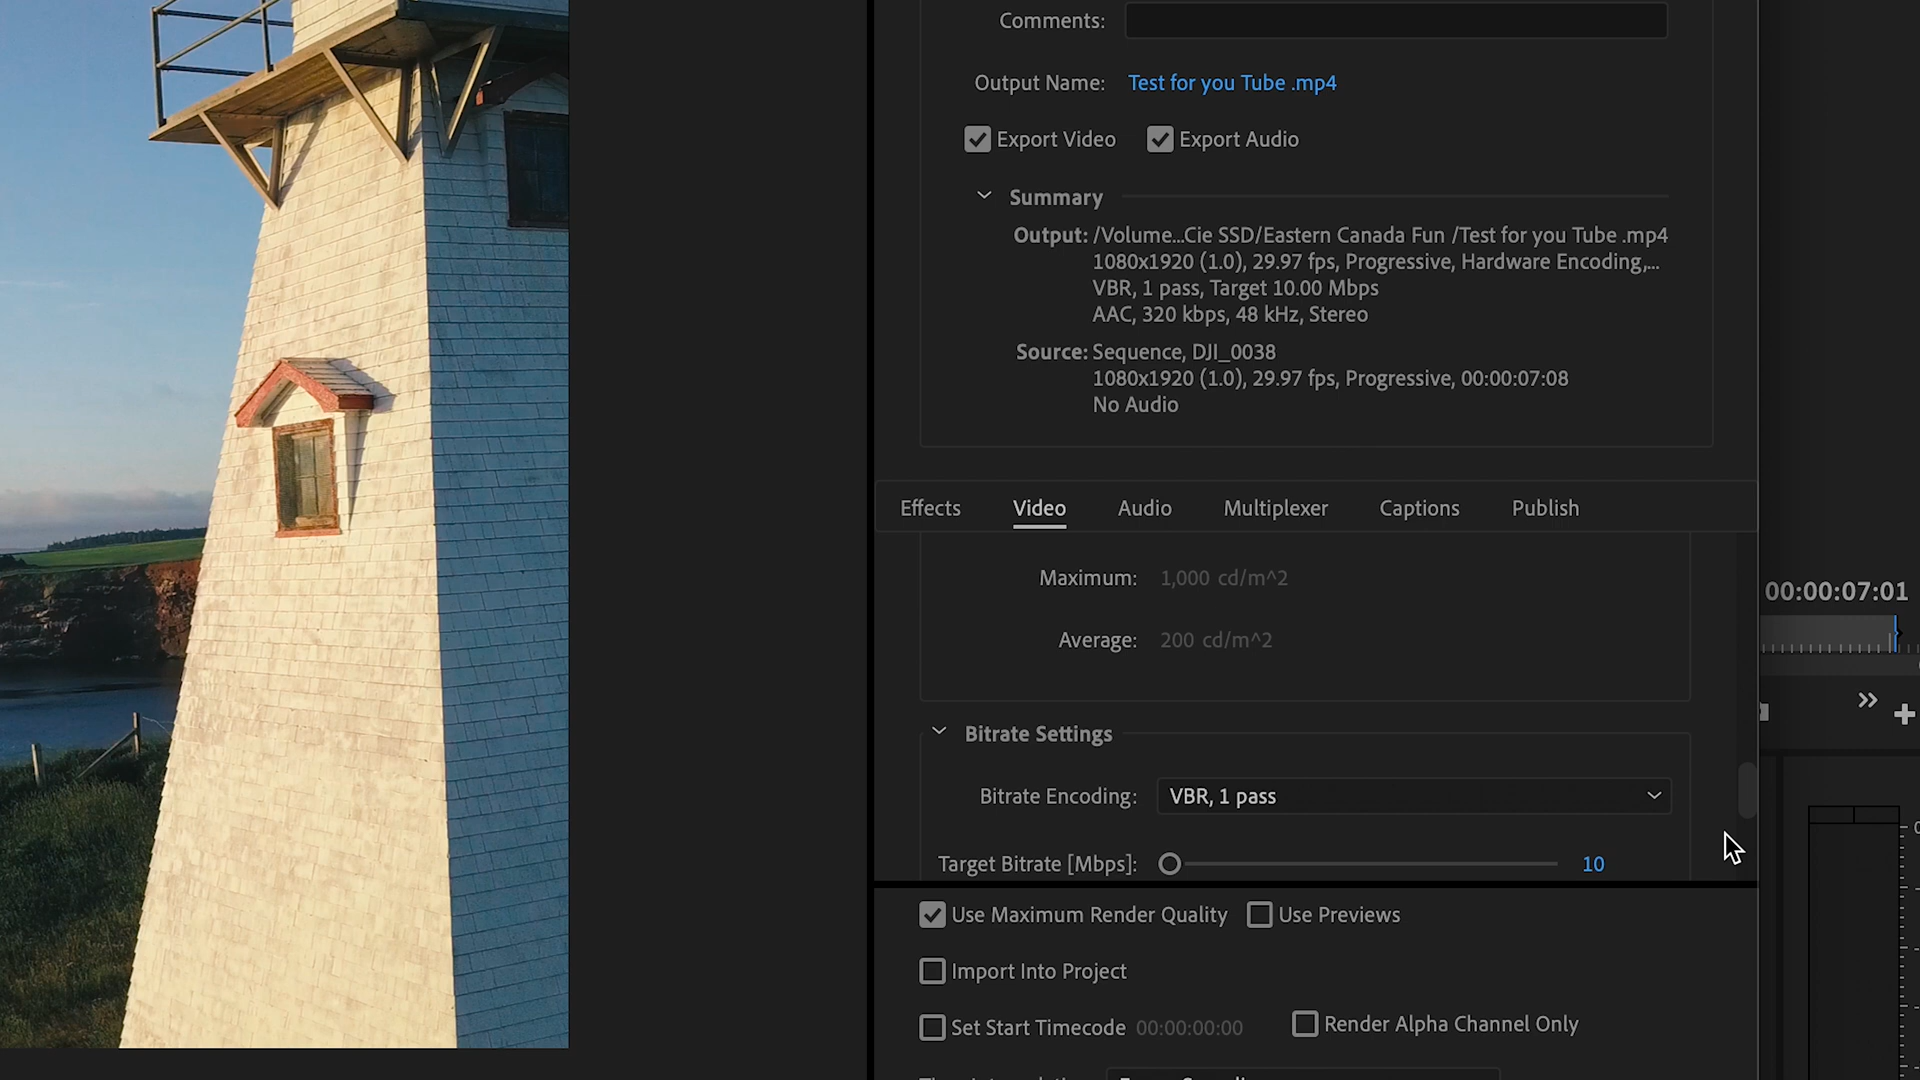 Comments:
Output Name: Test for you Tube .mp4
Export Video Export Audio
Summary
Output: /Volume...Cie SSD/Eastern Canada Fun /Test for you Tube .mp4
1080x1920 (1.0), 29.97 fps, Progressive, Hardware Encoding,...
VBR, 1 pass, Target 10.00 Mbps
AAC, 320 kbps, 48 kHz, Stereo
Source: Sequence, DJI_0038
1080x1920 (1.0), 29.97 fps, Progressive, 00:00:07:08
No Audio
Effects Video Audio Multiplexer Captions Publish
Maximum: 1,000 cd/m^2
00:00:07:01
Average: 200 cd/m^2
Bitrate Settings
Bitrate Encoding: VBR, 1 pass
Target Bitrate [Mbps]: 10
Use Maximum Render Quality Use Previews
Import Into Project
Set Start Timecode 00:00:00:00 Render Alpha Channel Only